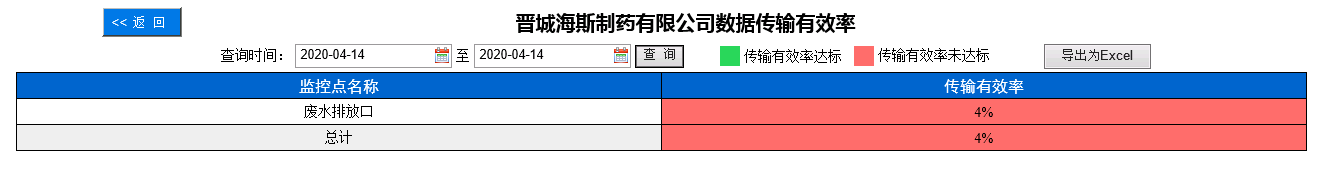 << 返 回
晋城海斯制药有限公司数据传输有效率
查询时间： 2020-04-14 至 2020-04-14 查 询 传输有效率达标 传输有效率未达标 导出为Excel
监控点名称 传输有效率
废水排放口 4%
总计 4%